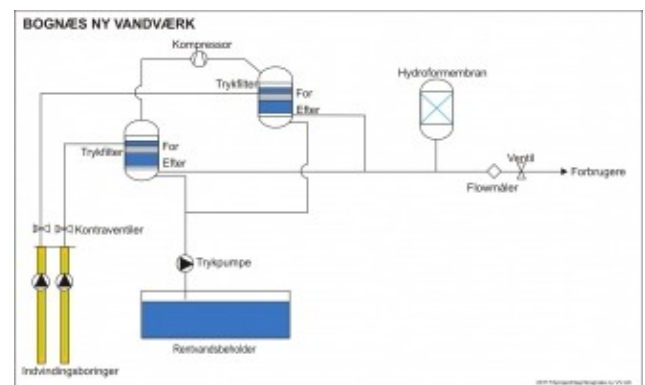 BOGNÆS NY VANDVÆRK
Kompressor
Trykfilter
For
Efter
Hydroformembran
Trykfilter
For
Efter
Ventil
Forbrugere
Flowmåler
Kontraventiler
Trykpumpe
Rentvandsbeholder
Indvindingsboringer